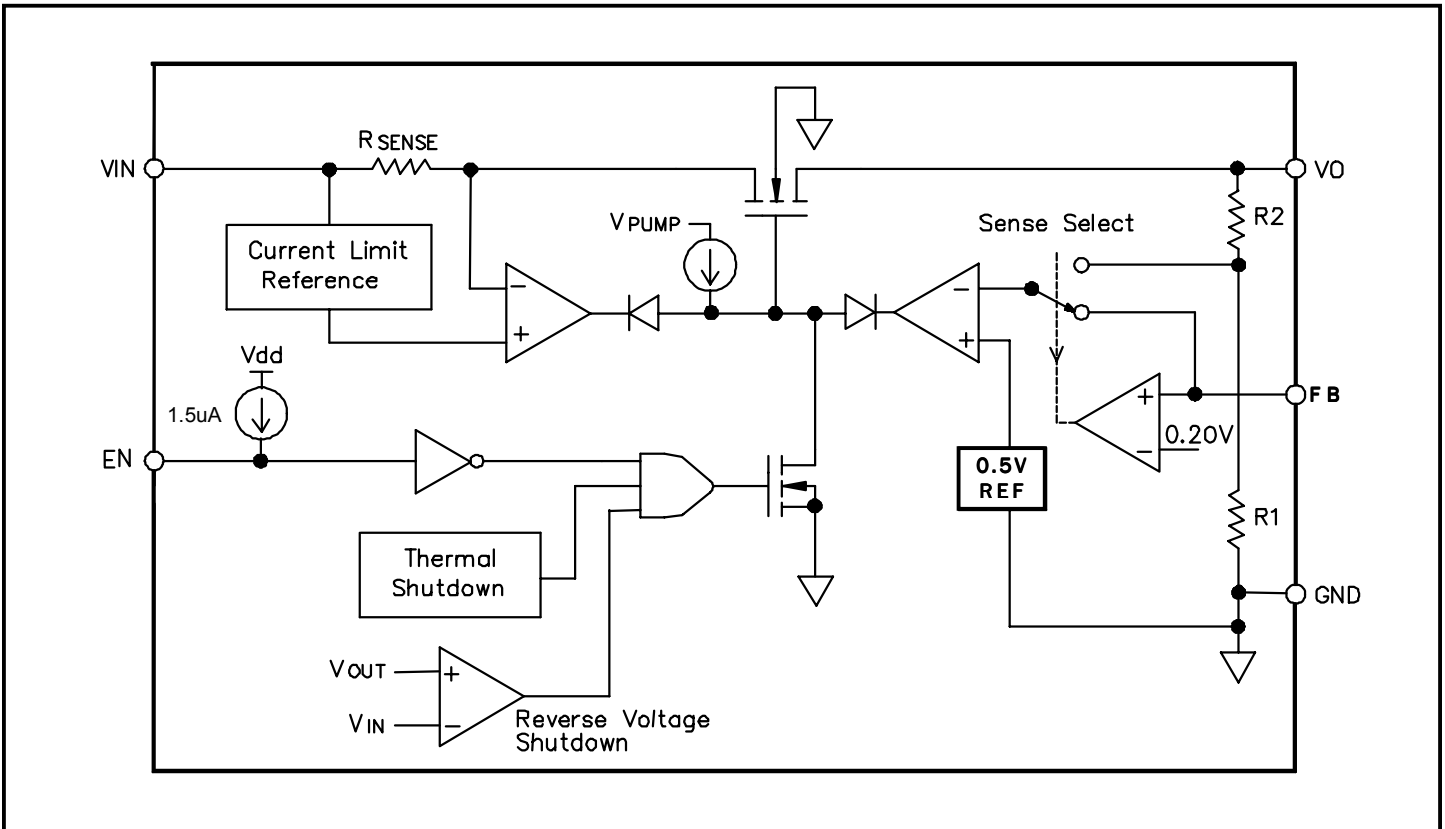 R SENSE
VIN
VO
R2
VPUMP
Sense Select
Current Limit
Reference
−
+
−
+
Vdd
1.5uA
+
−
0.20V
FB
EN
0.5V
REF
R1
Thermal
Shutdown
GND
VOUT
+
VIN
−
Reverse Voltage
Shutdown